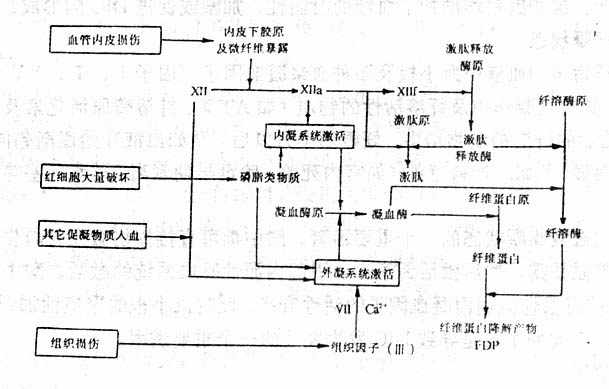 血管内皮损伤
内皮下胶原
及微纤维暴露
激肽释放
酶原
XII
XIIa
XIIf
纤溶酶原
内凝系统激活
激肽原
激肽
释放酶
红细胞大量破坏
磷脂类物质
激肽
纤维蛋白原
凝血酶原
凝血酶
其它促凝物质入血
纤溶酶
纤维蛋白
外凝系统激活
VII
组织损伤
组织因子(Ⅲ)
纤维蛋白降解产物
FDP